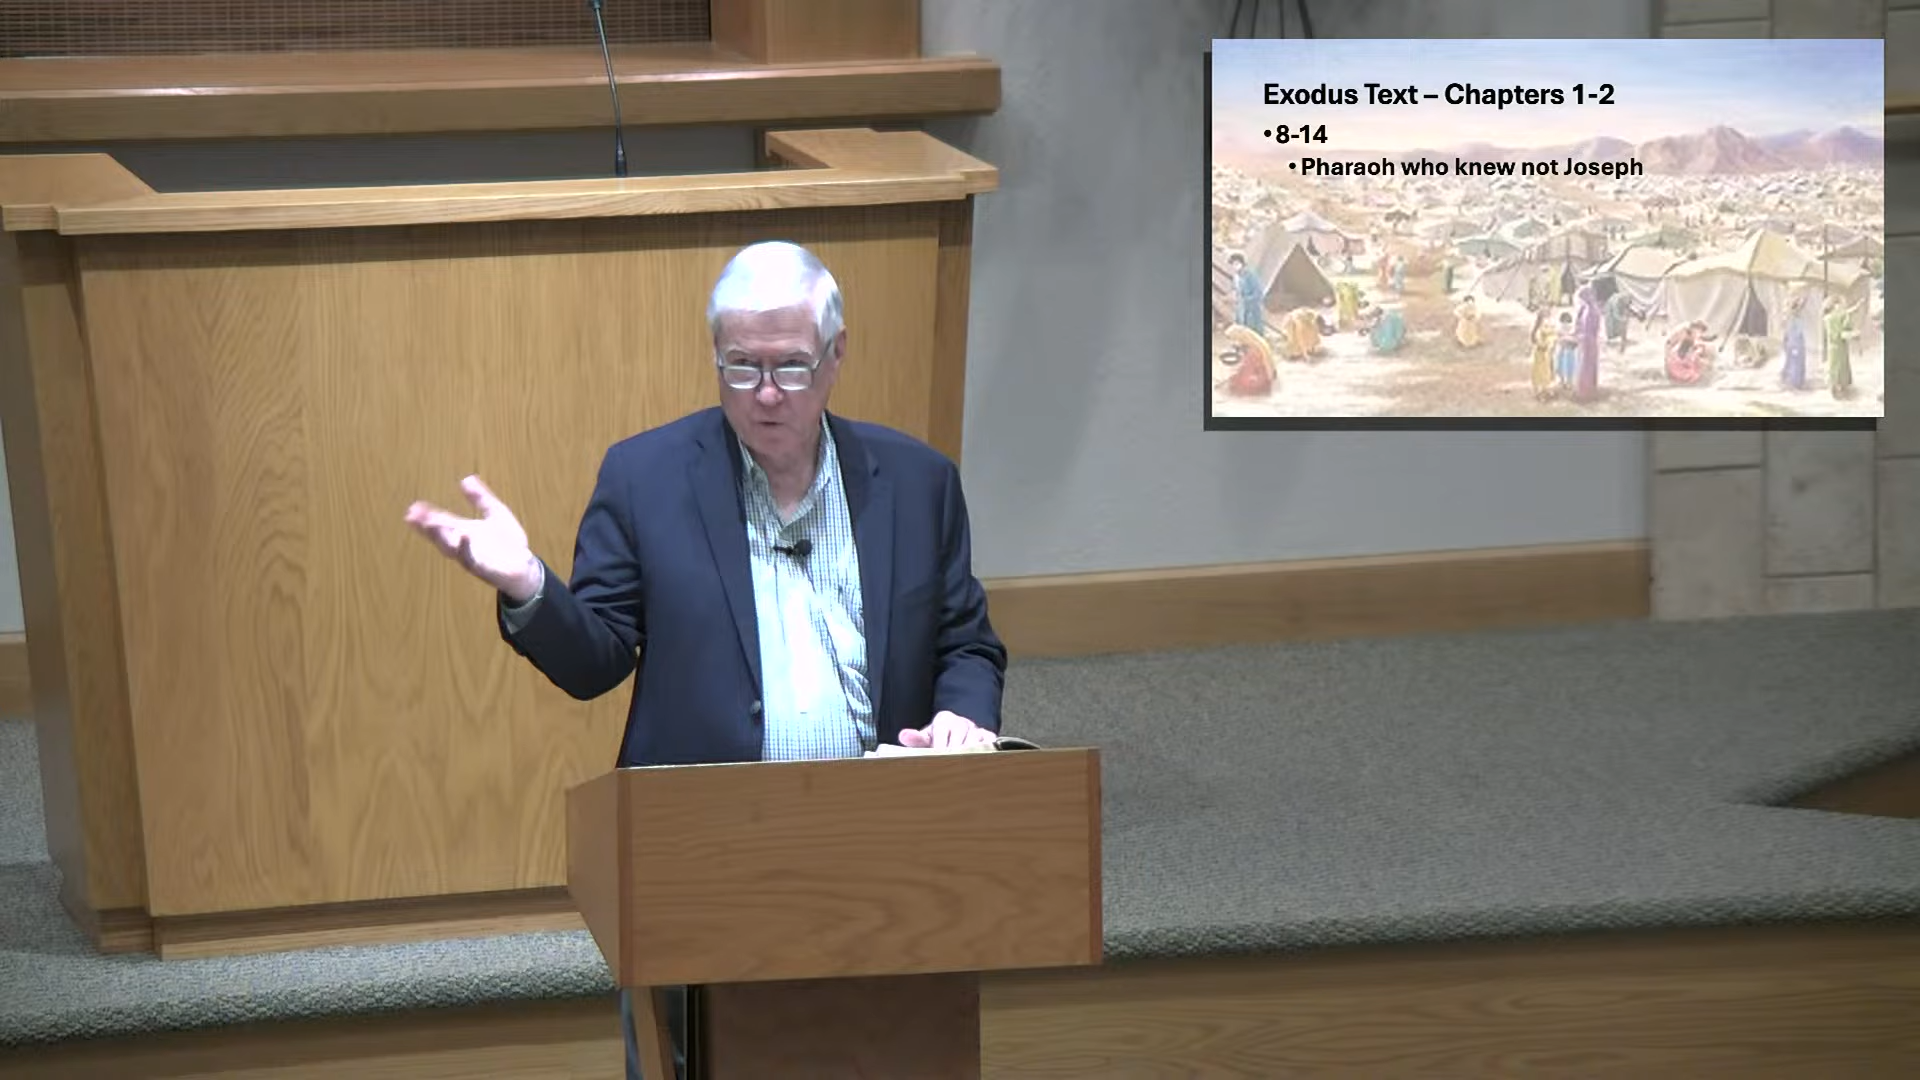 Exodus Text – Chapters 1-2
•8-14
•Pharaoh who knew not Joseph